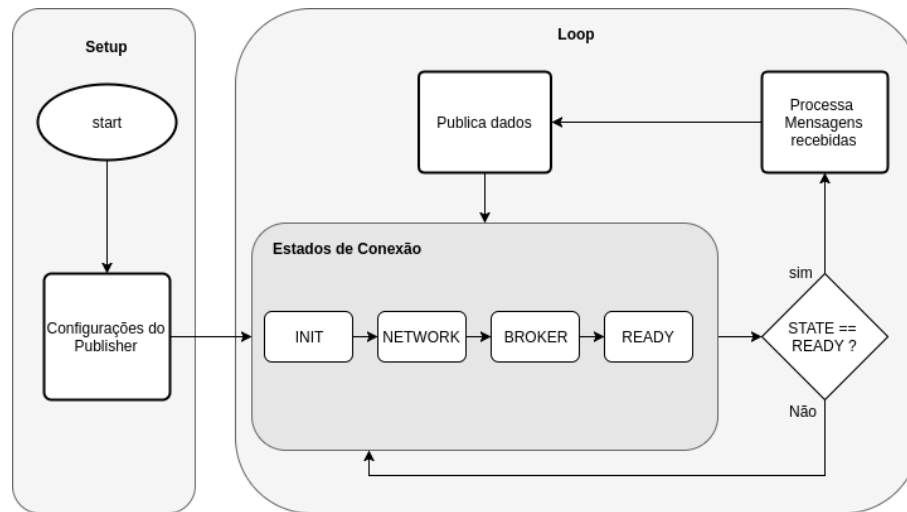 Setup
start
Configurações do
Publisher
Loop
Publica dados
Processa
Mensagens
recebidas
Estados de Conexão
INIT
NETWORK
BROKER
READY
sim
STATE ==
READY ?
Não